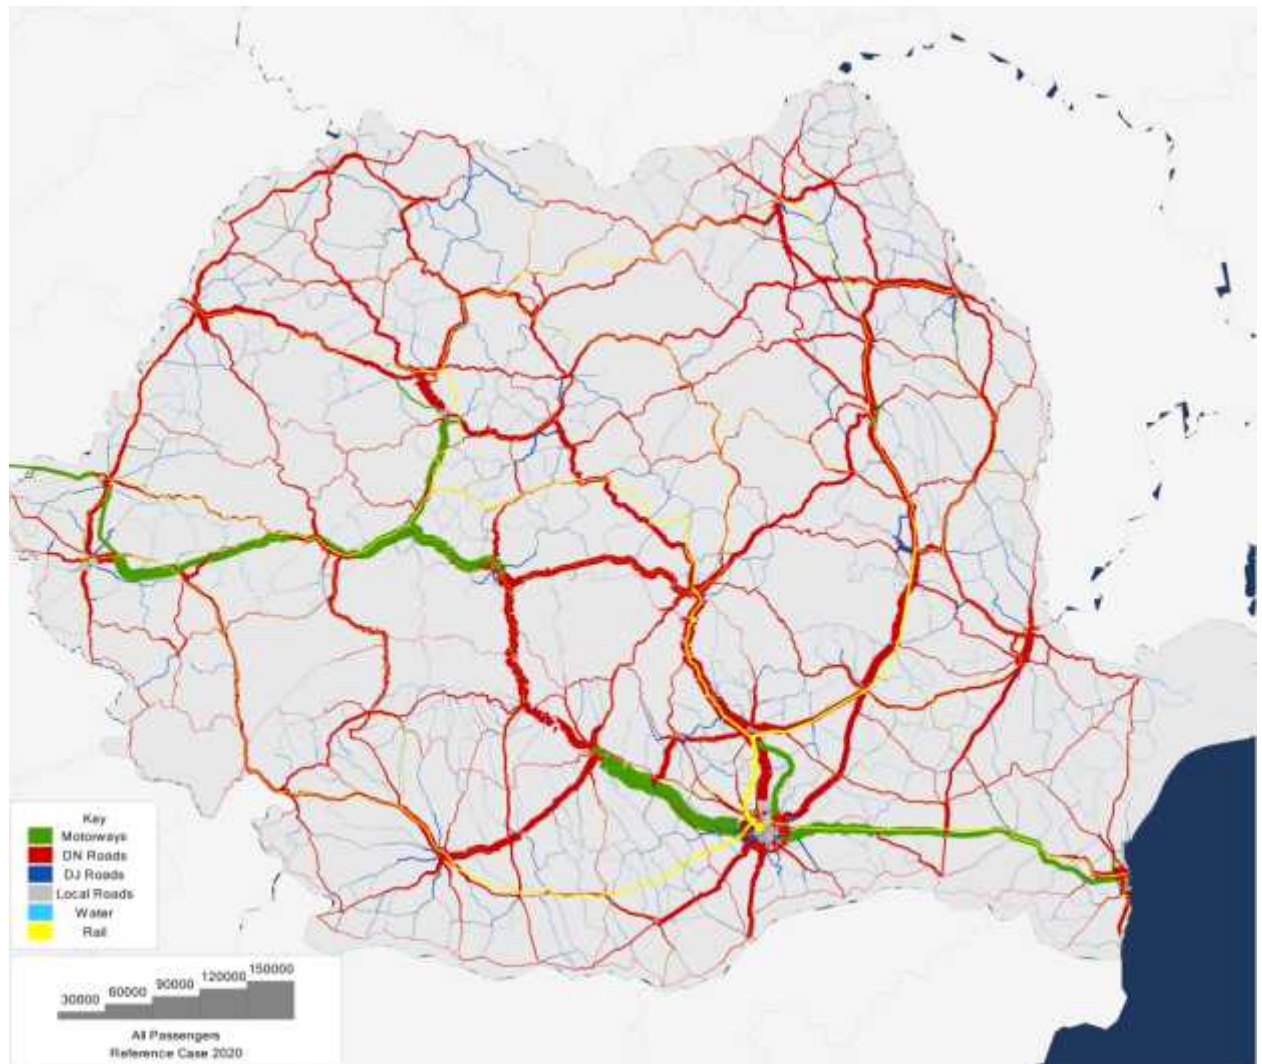 Key
Motorways
DN Roads
DJ Roads
Local Roads
Water
Rail
30000 60000 90000 120000 150000
All Passengers
Reference Case 2020